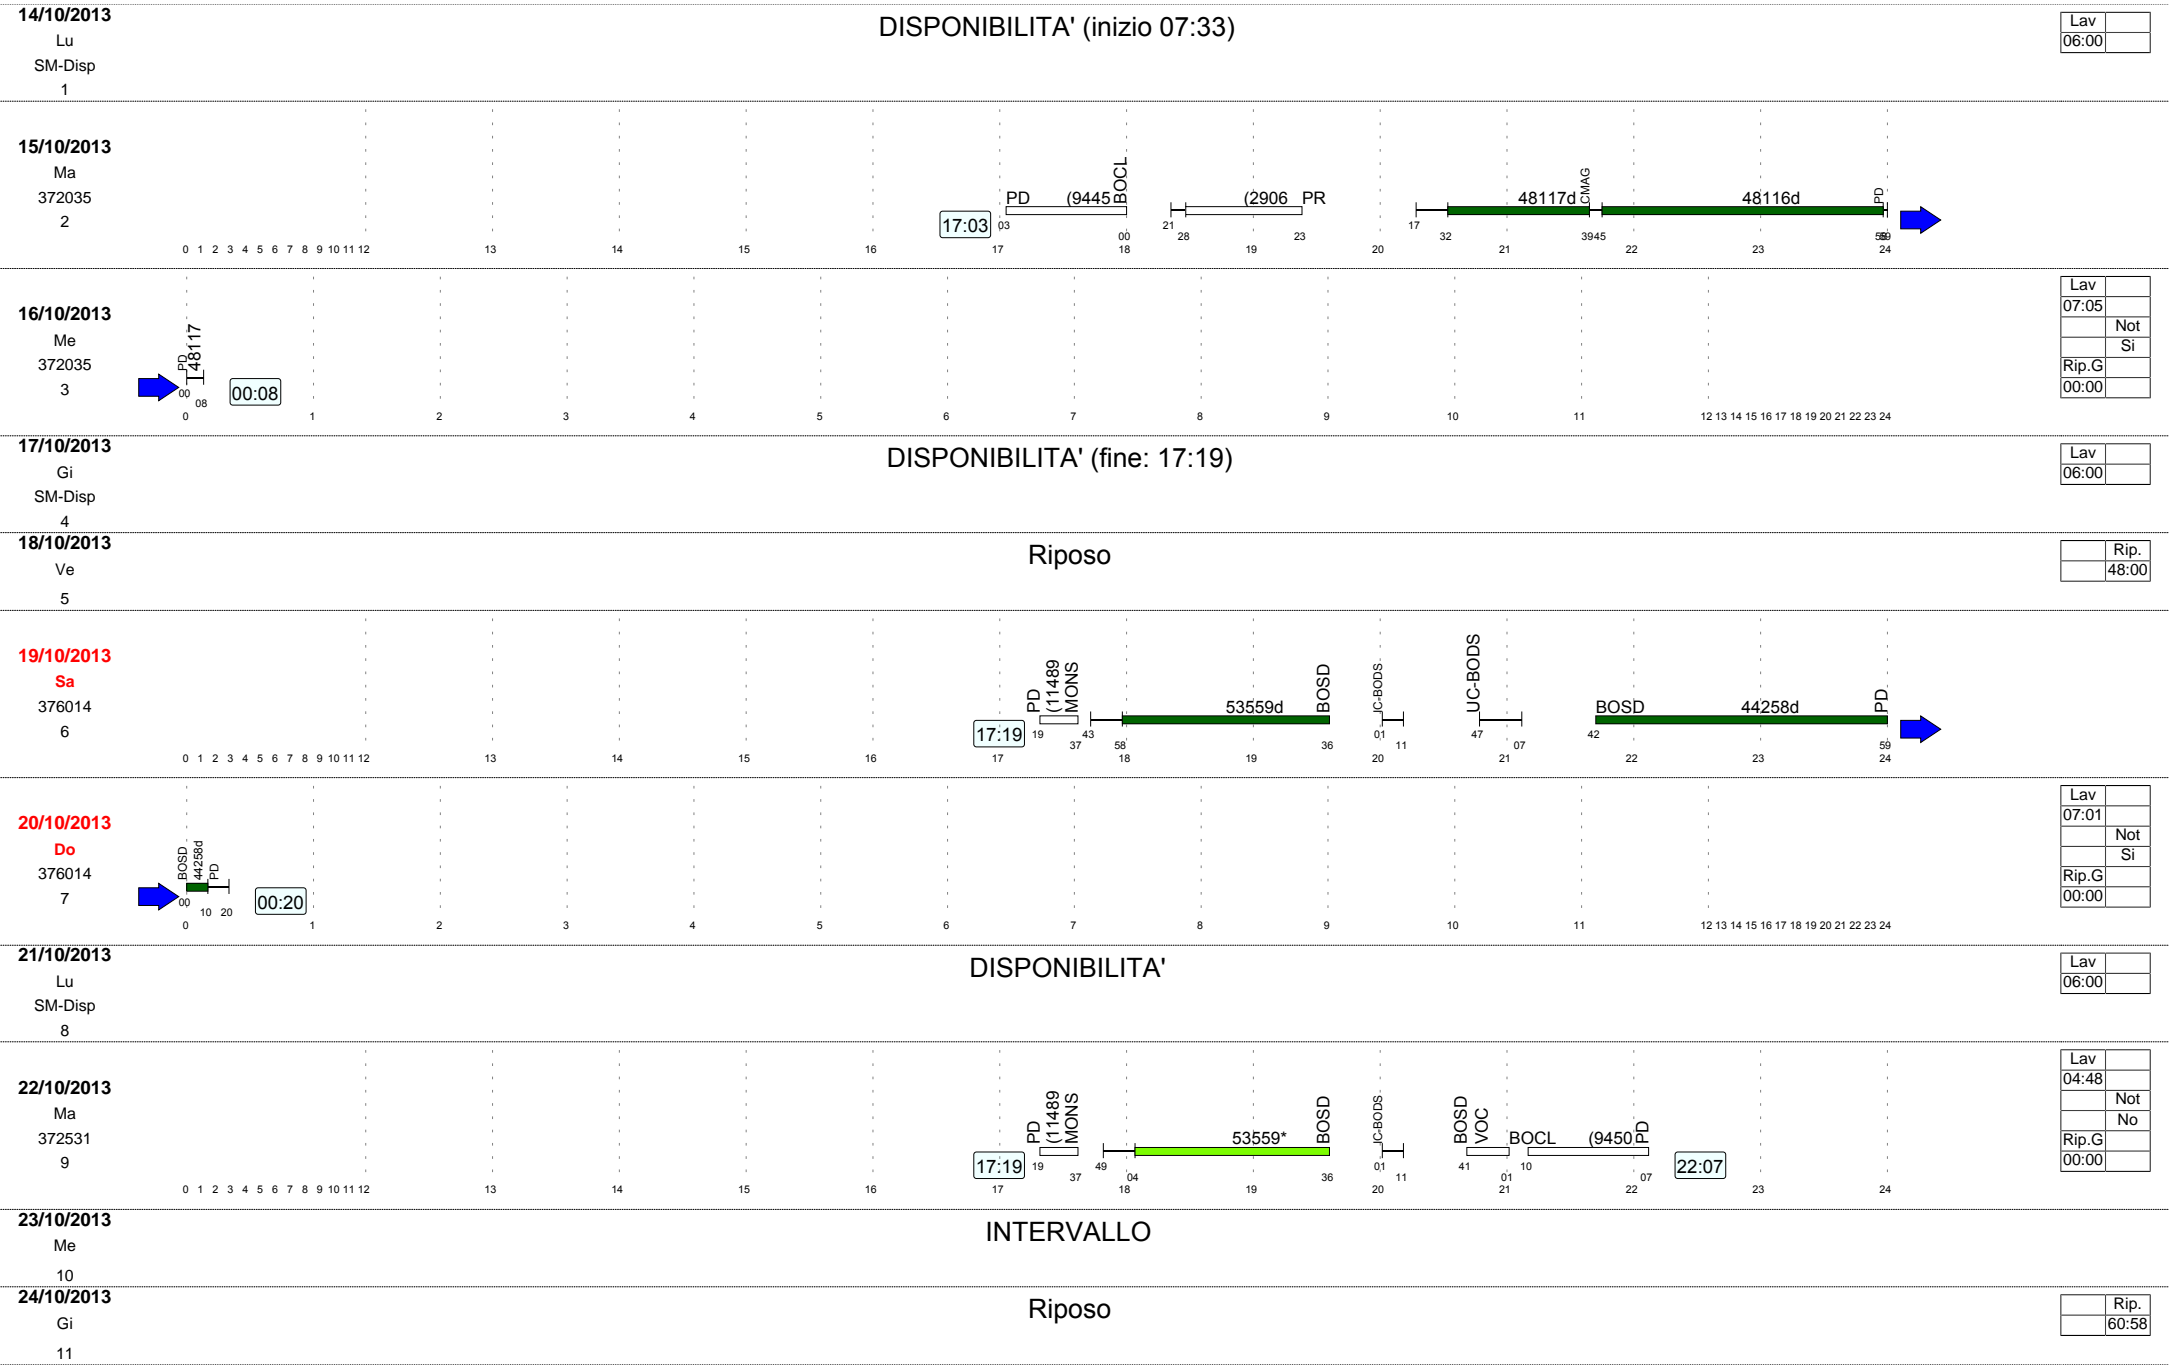 14/10/2013
Lu
SM-Disp
1
DISPONIBILITA' (inizio 07:33)
Lav
06:00
15/10/2013
Ma
372035
2
17:03
PD (9445 BOCL
03 00
(2906 PR
21 28 23
48117d CMAG 48116d PD
17 32 39 45 59
0 1 2 3 4 5 6 7 8 9 10 11 12 13 14 15 16 17 18 19 20 21 22 23 24
16/10/2013
Me
372035
3
PD 48117
00 08
00:08
0 1 2 3 4 5 6 7 8 9 10 11 12 13 14 15 16 17 18 19 20 21 22 23 24
Lav
07:05
Not
Si
Rip.G
00:00
17/10/2013
Gi
SM-Disp
4
DISPONIBILITA' (fine: 17:19)
Lav
06:00
18/10/2013
Ve
5
Riposo
Rip.
48:00
19/10/2013
Sa
376014
6
17:19
PD (11489 MONS
19 37
53559d BOSD
43 58 36
01 11
UC-BODS
47 07
BOSD 44258d PD
42 59
0 1 2 3 4 5 6 7 8 9 10 11 12 13 14 15 16 17 18 19 20 21 22 23 24
20/10/2013
Do
376014
7
BOSD 44258d PD
00 10 20
00:20
0 1 2 3 4 5 6 7 8 9 10 11 12 13 14 15 16 17 18 19 20 21 22 23 24
Lav
07:01
Not
Si
Rip.G
00:00
21/10/2013
Lu
SM-Disp
8
DISPONIBILITA'
Lav
06:00
22/10/2013
Ma
372531
9
17:19
PD (11489 MONS
19 37
53559* BOSD
49 04 36
01 11
BOSD VOC
41 01
BOCL (9450 PD
10 07
22:07
0 1 2 3 4 5 6 7 8 9 10 11 12 13 14 15 16 17 18 19 20 21 22 23 24
Lav
04:48
Not
No
Rip.G
00:00
23/10/2013
Me
10
INTERVALLO
24/10/2013
Gi
11
Riposo
Rip.
60:58